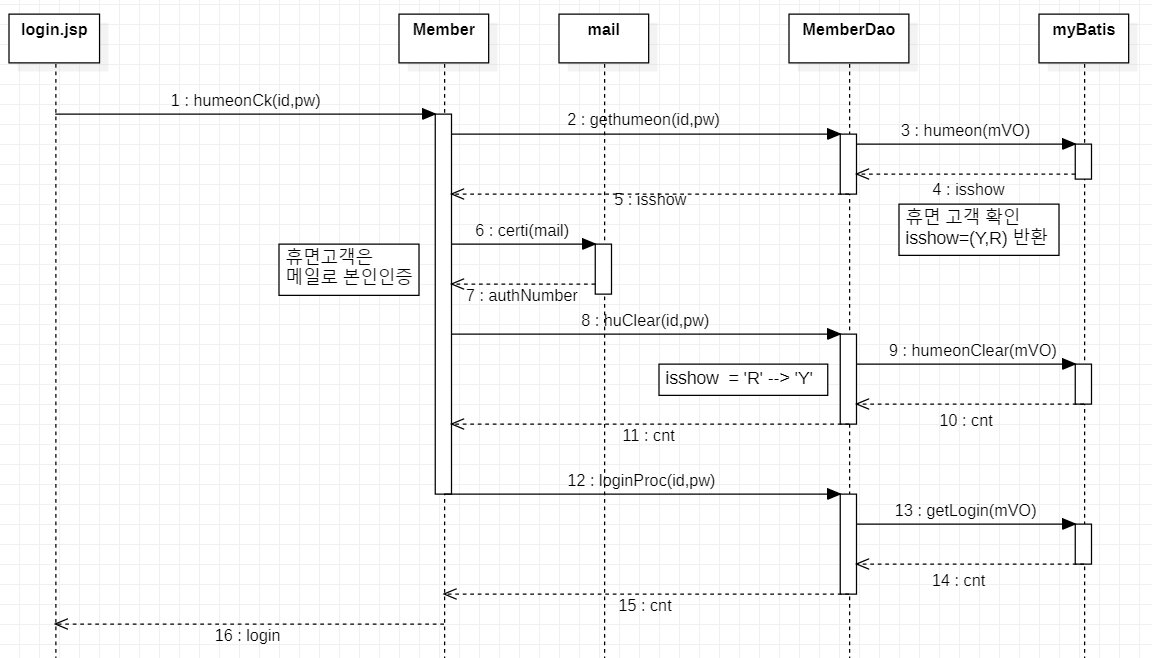 login.jsp
Member
mail
MemberDao
myBatis
1 : humeonCk(id,pw)
2 : gethumeon(id,pw)
3 : humeon(mVO)
4 : isshow
5 : isshow
휴면 고객 확인
isshow=(Y,R) 반환
6 : certi(mail)
휴면고객은
메일로 본인인증
7 : authNumber
8 : huClear(id,pw)
9 : humeonClear(mVO)
isshow = 'R' --> 'Y'
10 : cnt
11 : cnt
12 : loginProc(id,pw)
13 : getLogin(mVO)
14 : cnt
15 : cnt
16 : login